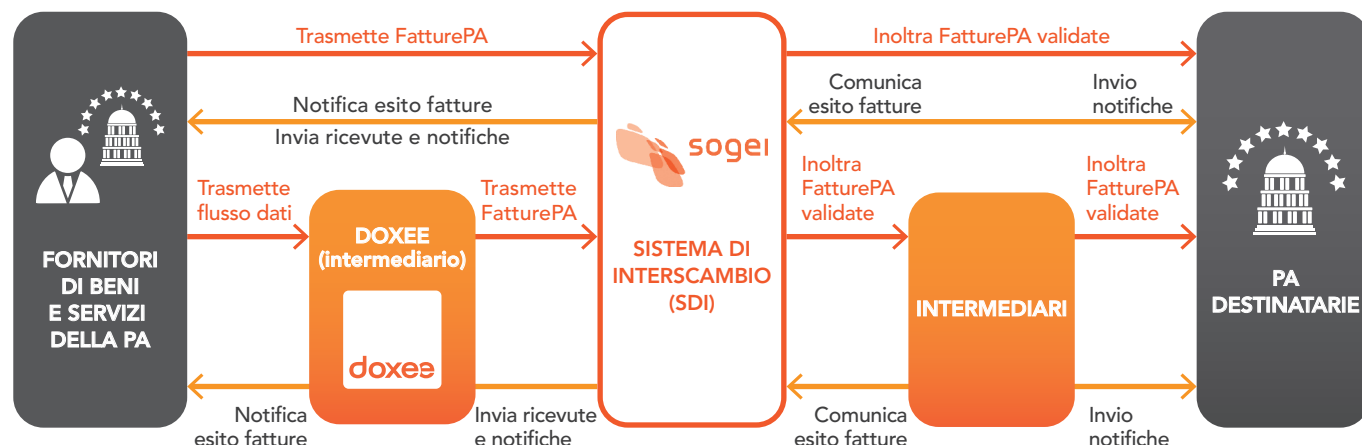 Trasmette FatturePA
Inoltra FatturePA validate
Notifica esito fatture
Invia ricevute e notifiche
Comunica
esito fatture
Invio
notifiche
sogei
Trasmette
flusso dati
Trasmette
FatturePA
Inoltra
FatturePA
validate
Inoltra
FatturePA
validate
FORNITORI
DI BENI
E SERVIZI
DELLA PA
DOXEE
(intermediario)
doxee
SISTEMA DI
INTERSCAMBIO
(SDI)
INTERMEDIARI
PA
DESTINATARIE
Notifica
esito fatture
Invia ricevute
e notifiche
Comunica
esito fatture
Invio
notifiche